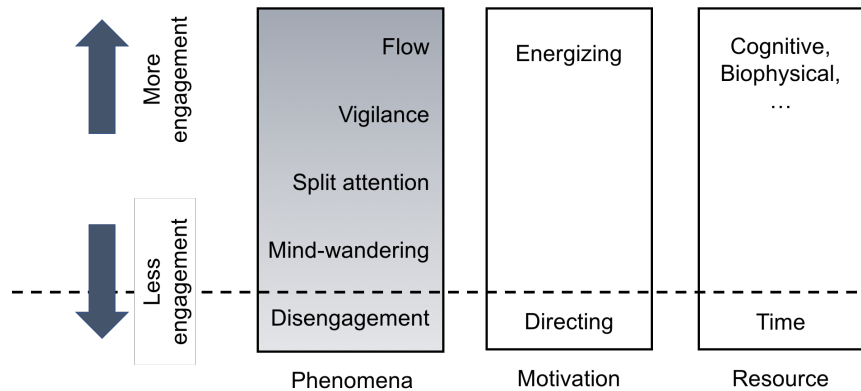 More
engagement
Less
engagement
Flow
Vigilance
Split attention
Mind-wandering
Disengagement
Phenomena
Energizing
Directing
Motivation
Cognitive,
Biophysical,
…
Time
Resource